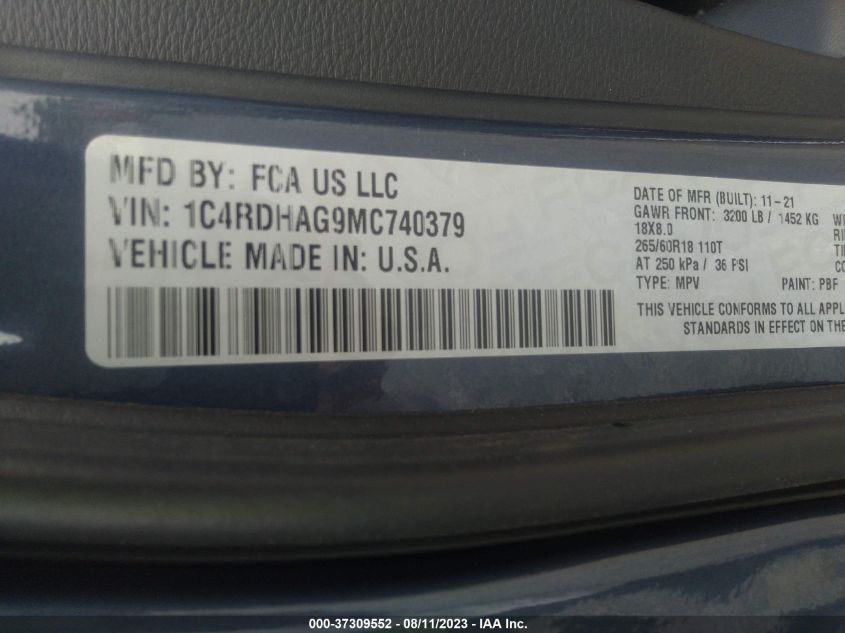 MFD BY: FCA US LLC
VIN: 1C4RDHAG9MC740379
VEHICLE MADE IN: U.S.A.
DATE OF MFR (BUILT): 11-21
GAWR FRONT: 3200 LB / 1452 KG
18X8.0
265/60R18 110T
AT 250 kPa / 36 PSI
TYPE: MPV PAINT: PBF
THIS VEHICLE CONFORMS TO ALL APPL
STANDARDS IN EFFECT ON THE
000-37309552 - 08/11/2023 - IAA Inc.